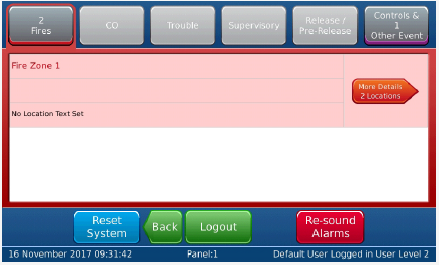 2
Fires
CO
Trouble
Supervisory
Release /
Pre-Release
Controls &
1
Other Event
Fire Zone 1
More Details
2 Locations
No Location Text Set
Reset
System
Back
Logout
Re-sound
Alarms
16 November 2017 09:31:42
Panel:1
Default User Logged in User Level 2